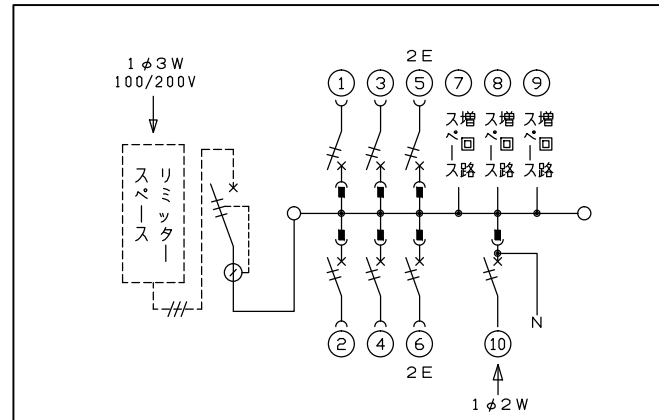 2E
1φ3W
100/200V
1 3 5 7 8 9
リミッター
スペース
増回路
スペース
増回路
スペース
増回路
スペース
N
2 4 6 10
2E
1φ2W